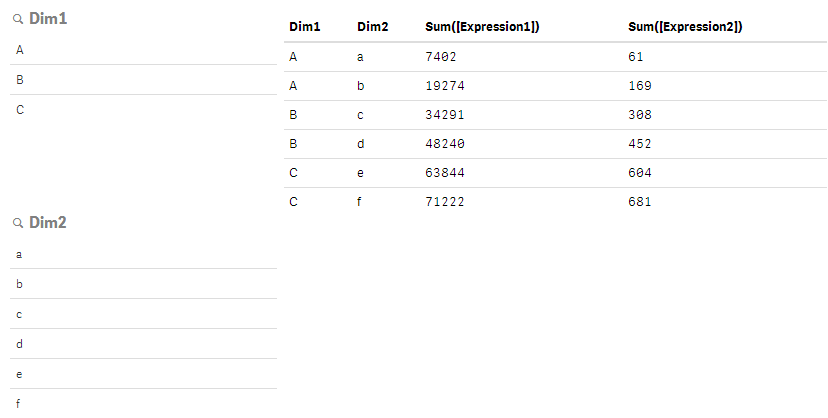 Dim1
A
B
C
Dim2
a
b
c
d
e
f
Dim1 Dim2 Sum([Expression1]) Sum([Expression2])
A a 7402 61
A b 19274 169
B c 34291 308
B d 48240 452
C e 63844 604
C f 71222 681